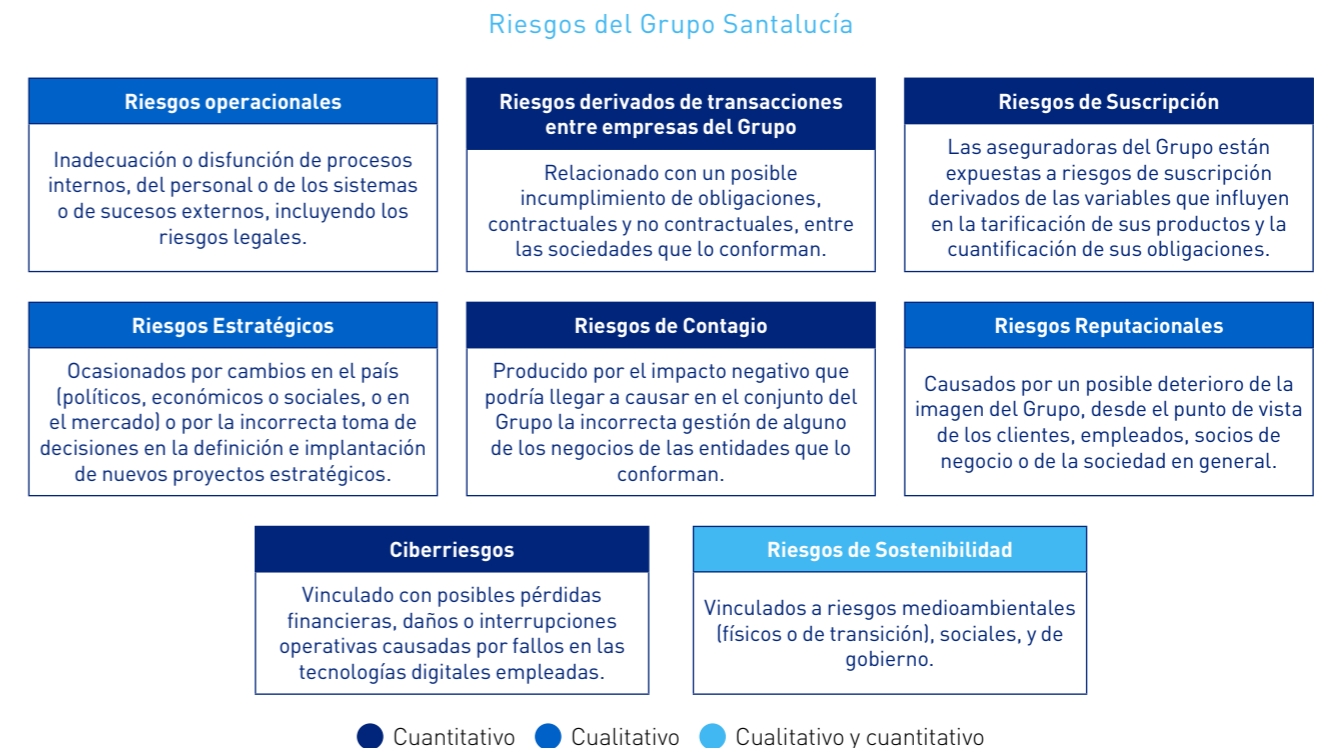 Riesgos del Grupo Santalucía
Riesgos operacionales
Inadecuación o disfunción de procesos
internos, del personal o de los sistemas
o de sucesos externos, incluyendo los
riesgos legales.
Riesgos derivados de transacciones
entre empresas del Grupo
Relacionado con un posible
incumplimiento de obligaciones,
contractuales y no contractuales, entre
las sociedades que lo conforman.
Riesgos de Suscripción
Las aseguradoras del Grupo están
expuestas a riesgos de suscripción
derivados de las variables que influyen
en la tarificación de sus productos y la
cuantificación de sus obligaciones.
Riesgos Estratégicos
Ocasionados por cambios en el país
(políticos, económicos o sociales, o en
el mercado) o por la incorrecta toma de
decisiones en la definición e implantación
de nuevos proyectos estratégicos.
Riesgos de Contagio
Producido por el impacto negativo que
podría llegar a causar en el conjunto del
Grupo la incorrecta gestión de alguno
de los negocios de las entidades que lo
conforman.
Riesgos Reputacionales
Causados por un posible deterioro de la
imagen del Grupo, desde el punto de vista
de los clientes, empleados, socios de
negocio o de la sociedad en general.
Ciberriesgos
Vinculado con posibles pérdidas
financieras, daños o interrupciones
operativas causadas por fallos en las
tecnologías digitales empleadas.
Riesgos de Sostenibilidad
Vinculados a riesgos medioambientales
(físicos o de transición), sociales, y de
gobierno.
Cuantitativo Cualitativo Cualitativo y cuantitativo